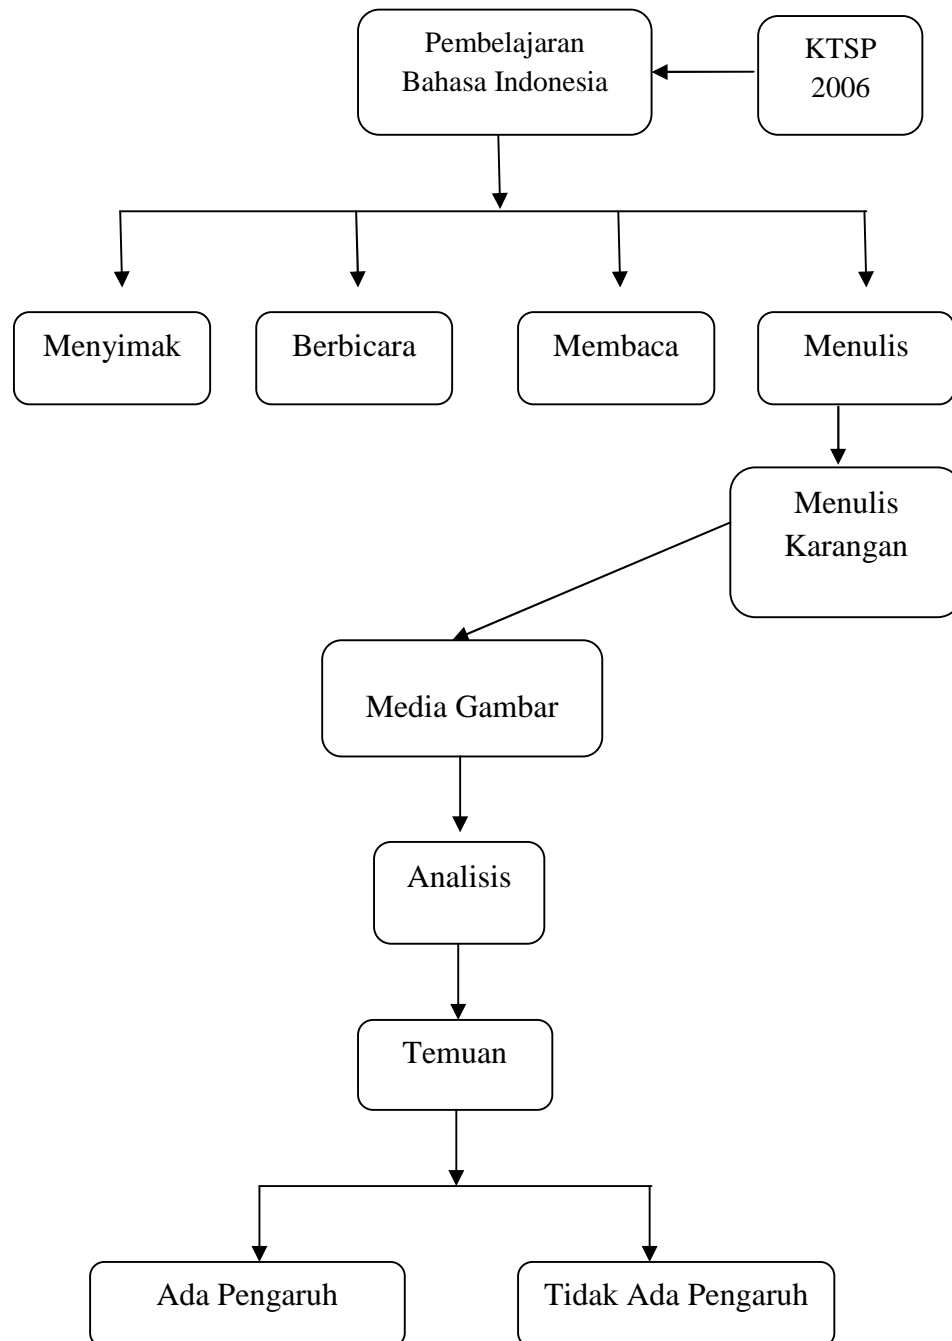 Pembelajaran
Bahasa Indonesia
KTSP
2006
Menyimak
Berbicara
Membaca
Menulis
Menulis
Karangan
Media Gambar
Analisis
Temuan
Ada Pengaruh
Tidak Ada Pengaruh